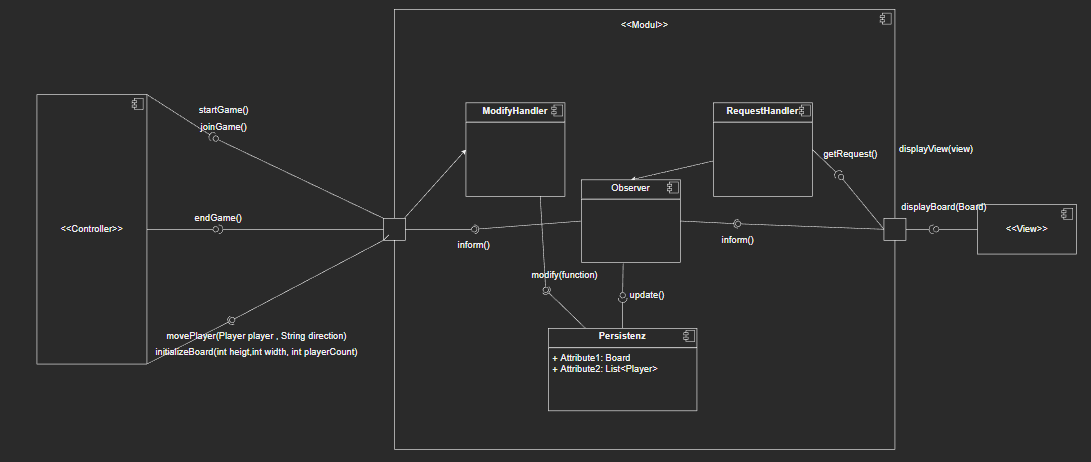 <<Modul>>
startGame()
joinGame()
ModifyHandler
RequestHandler
getRequest()
displayView(view)
Observer
endGame()
<<Controller>>
displayBoard(Board)
<<View>>
inform()
inform()
modify(function)
update()
movePlayer(Player player , String direction)
initializeBoard(int heigt,int width, int playerCount)
Persistenz
+ Attribute1: Board
+ Attribute2: List<Player>